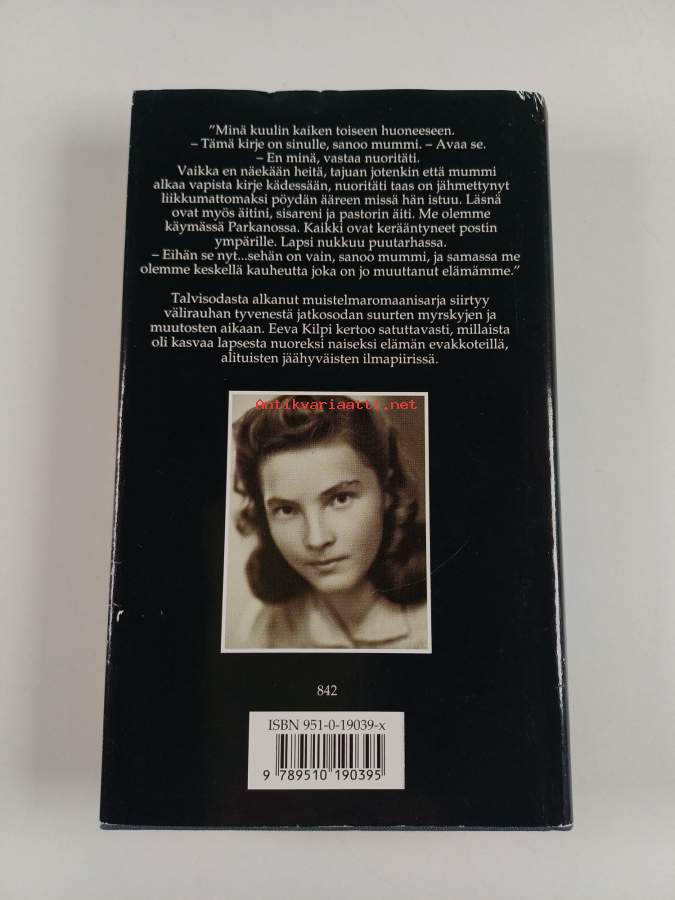 ”Minä kuulin kaiken toiseen huoneeseen.
– Tämä kirje on sinulle, sanoo mummi. – Avaa se.
– En minä, vastaa nuoritäti.
Vaikka en näekään heitä, tajuan jotenkin että mummi
alkaa vapista kirje kädessään, nuoritäti taas on jähmettynyt
liikkumattomaksi pöydän ääreen missä hän istuu. Läsnä
ovat myös äitini, sisareni ja pastorin äiti. Me olemme
käymässä Parkanossa. Kaikki ovat kerääntyneet postin
ympärille. Lapsi nukkuu puutarhassa.
– Eihän se nyt...sehän on vain, sanoo mummi, ja samassa me
olemme keskellä kauheutta joka on jo muuttanut elämämme.”
Talvisodasta alkanut muistelmaromaanisarja siirtyy
välirauhan tyvenestä jatkosodan suurten myrskyjen ja
muutosten aikaan. Eeva Kilpi kertoo satuttavasti, millaista
oli kasvaa lapsesta nuoreksi naiseksi elämän evakkoteillä,
alituisten jäähyväisten ilmapiirissä.
Antikvariaatti.net
842
ISBN 951-0-19039-x
9 789510 190395